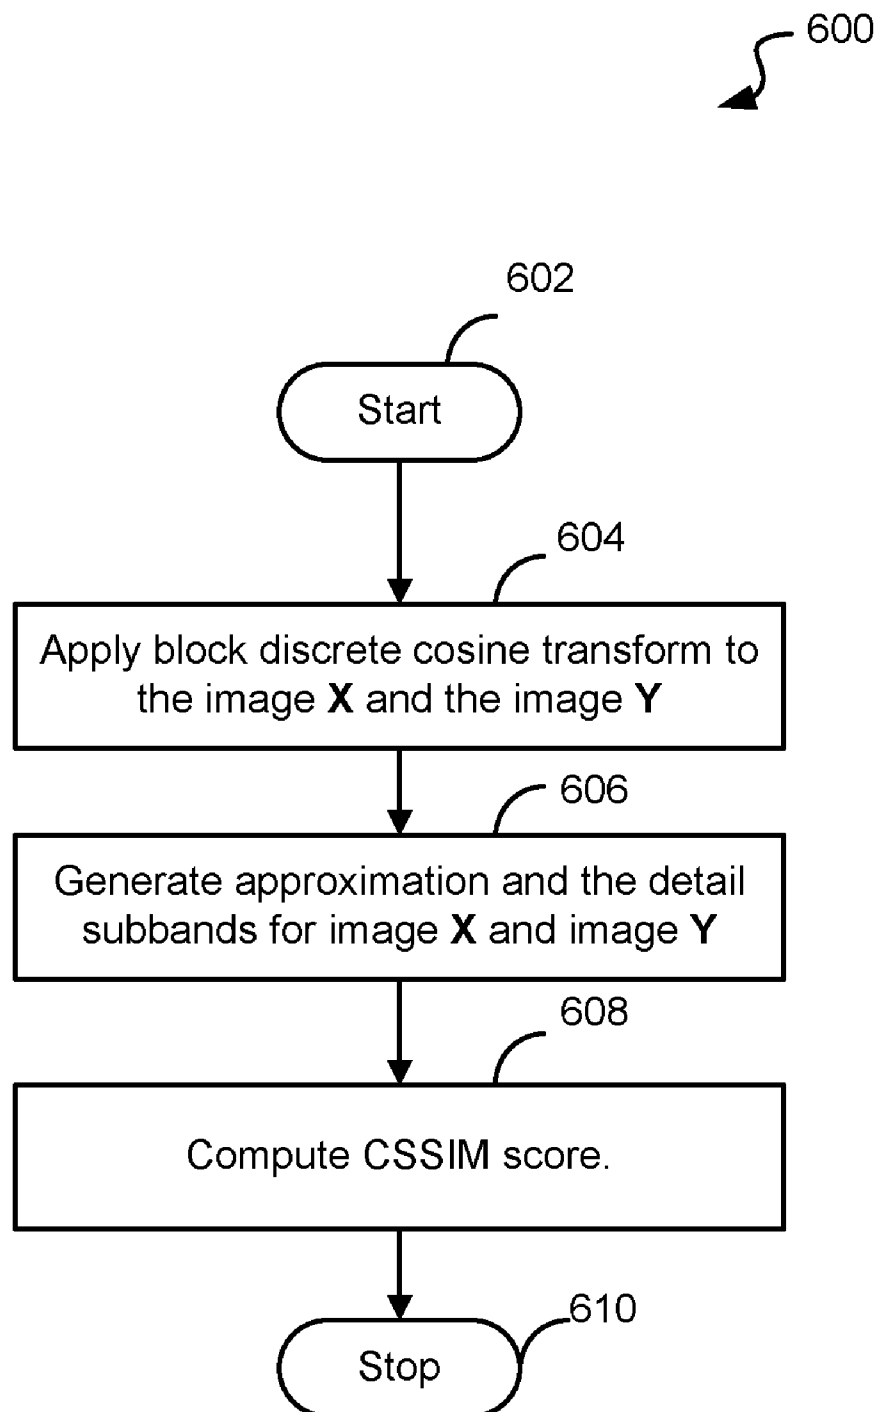 600
602
Start
604
Apply block discrete cosine transform to
the image X and the image Y
606
Generate approximation and the detail
subbands for image X and image Y
608
Compute CSSIM score.
610
Stop